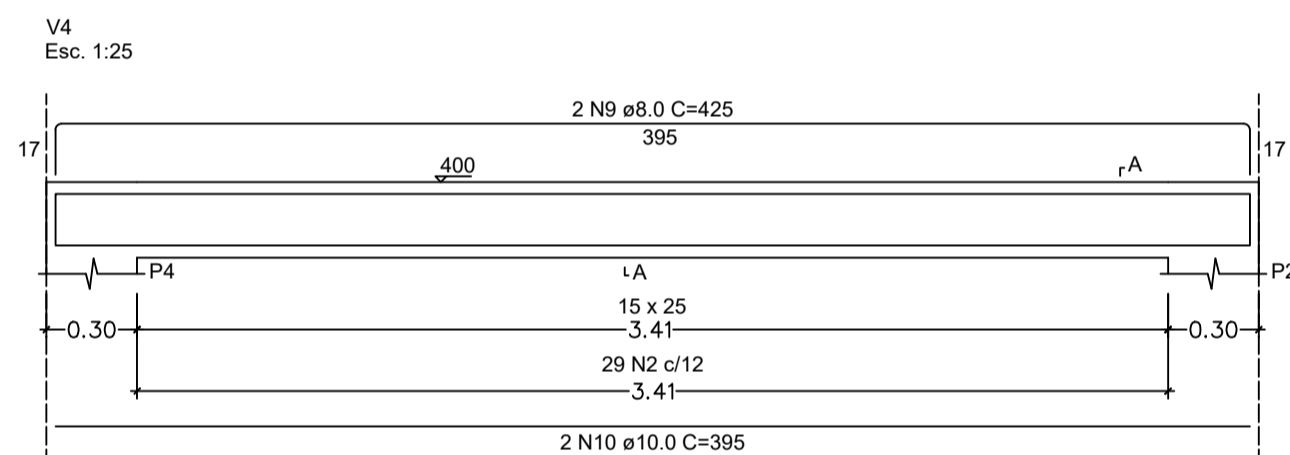 V4
Esc. 1:25
2 N9 ø8.0 C=425
395
17
17
400
A
P4
A
P2
15 x 25
0.30
3.41
0.30
29 N2 c/12
3.41
2 N10 ø10.0 C=395